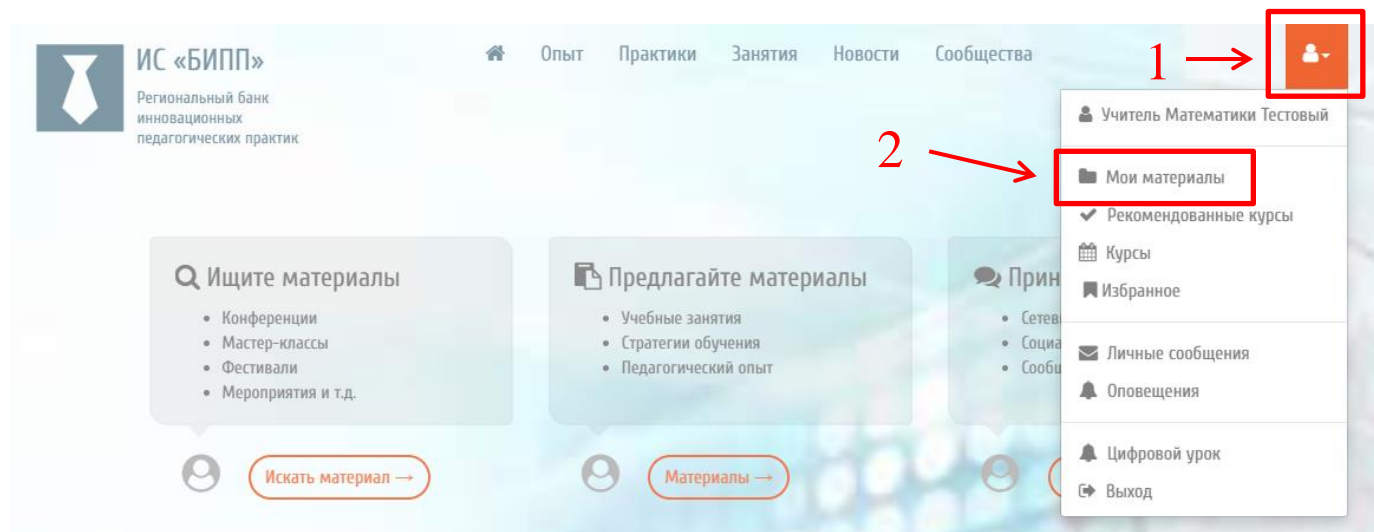 ИС «БИПП»
Региональный банк
инновационных
педагогических практик
Опыт Практики Занятия Новости Сообщества
1
2
Учитель Математики Тестовый
Мои материалы
Рекомендованные курсы
Курсы
Избранное
Личные сообщения
Оповещения
Цифровой урок
Выход
Ищите материалы
• Конференции
• Мастер-классы
• Фестивали
• Мероприятия и т.д.
Искать материал →
Предлагайте материалы
• Учебные занятия
• Стратегии обучения
• Педагогический опыт
Материалы →